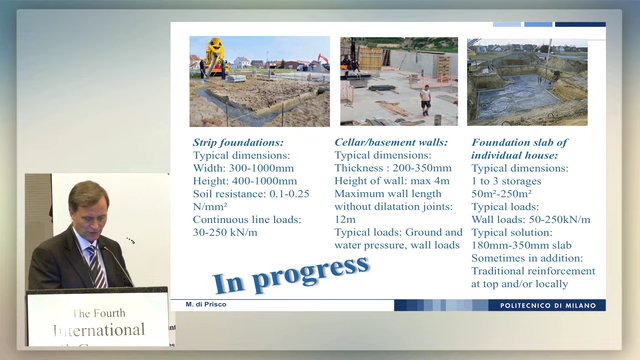 Strip foundations:
Typical dimensions:
Width: 300-1000mm
Height: 400-1000mm
Soil resistance: 0.1-0.25
N/mm²
Continuous line loads:
30-250 kN/m
Cellar/basement walls:
Typical dimensions:
Thickness : 200-350mm
Height of wall: max 4m
Maximum wall length
without dilatation joints:
12m
Typical loads: Ground and
water pressure, wall loads
Foundation slab of
individual house:
Typical dimensions:
1 to 3 storages
50m²-250m²
Typical loads:
Wall loads: 50-250kN/m
Typical solution:
180mm-350mm slab
Sometimes in addition:
Traditional reinforcement
at top and/or locally
In progress
M. di Prisco
POLITECNICO DI MILANO
The Fourth
International